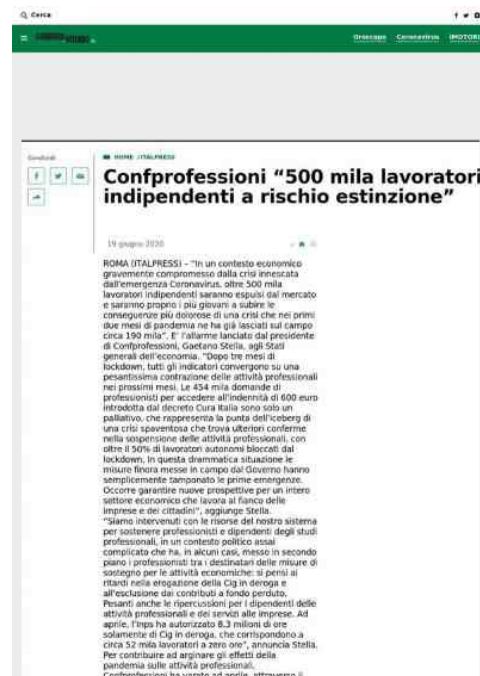 Cerca
Oroscopo Coronavirus IMOTORI
Condividi
HOME ITALPRESS
Confprofessioni “500 mila lavoratori
indipendenti a rischio estinzione”
19 giugno 2020
ROMA (ITALPRESS) – “In un contesto economico
gravemente compromesso dalla crisi innescata
dall'emergenza Coronavirus, oltre 500 mila
lavoratori indipendenti saranno espulsi dal mercato
e saranno proprio i più giovani a subire le
conseguenze più dolorose di una crisi che nei primi
due mesi di pandemia ne ha già lasciati sul campo
circa 190 mila”. E' l'allarme lanciato dal presidente
di Confprofessioni, Gaetano Stella, agli Stati
generali dell'economia. “Dopo tre mesi di
lockdown, tutti gli indicatori convergono su una
pesantissima contrazione delle attività professionali
nei prossimi mesi. Le 454 mila domande di
professionisti per accedere all'indennità di 600 euro
introdotta dal decreto Cura Italia sono solo un
palliativo, che rappresenta la punta dell'iceberg di
una crisi spaventosa che trova ulteriori conferme
nella sospensione delle attività professionali, con
oltre il 50% di lavoratori autonomi bloccati dal
lockdown. In questa drammatica situazione le
misure finora messe in campo dal Governo hanno
semplicemente tamponato le prime emergenze.
Occorre garantire nuove prospettive per un intero
settore economico che lavora al fianco delle
imprese e dei cittadini”, aggiunge Stella.
“Siamo intervenuti con le risorse del nostro sistema
per sostenere professionisti e dipendenti degli studi
professionali, in un contesto politico assai
complicato che ha, in alcuni casi, messo in secondo
piano i professionisti tra i destinatari delle misure di
sostegno per le attività economiche: si pensi ai
ritardi nella erogazione della Cig in deroga e
all'esclusione dai contributi a fondo perduto.
Pesanti anche le ripercussioni per i dipendenti delle
attività professionali e dei servizi alle imprese. Ad
aprile, l'Inps ha autorizzato 8,3 milioni di ore
solamente di Cig in deroga, che corrispondono a
circa 52 mila lavoratori a zero ore”, annuncia Stella.
Per contribuire ad arginare gli effetti della
pandemia sulle attività professionali,
Confprofessioni ha varato ad aprile, attraverso il